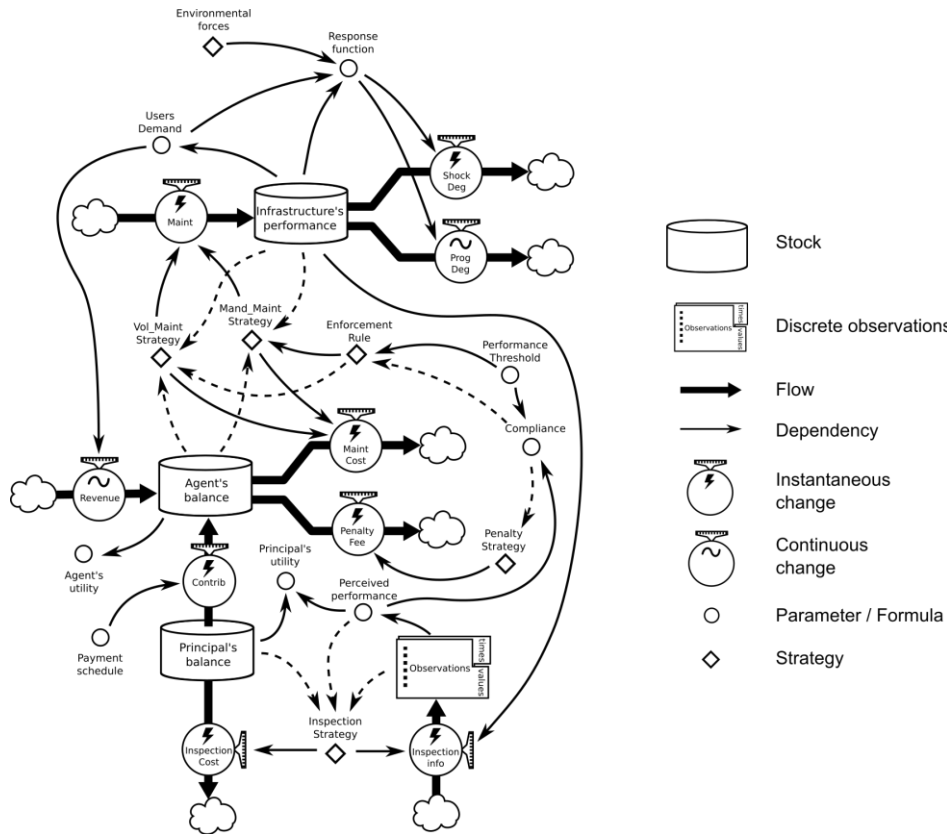 Environmental
forces
Response
function
Users
Demand
Shock
Deg
Maint
Infrastructure's
performance
Prog
Deg
Stock
Mand_Maint
Strategy
Vol_Maint
Strategy
Enforcement
Rule
Performance
Threshold
Observations
times
values
Discrete observations
Flow
Compliance
Dependency
Maint
Cost
Revenue
Agent's
balance
Instantaneous
change
Penalty
Fee
Penalty
Strategy
Principal's
utility
Agent's
utility
Contrib
Perceived
performance
Continuous
change
Payment
schedule
Principal's
balance
Observations
times
values
Parameter / Formula
Strategy
Inspection
Strategy
Inspection
Cost
Inspection
info